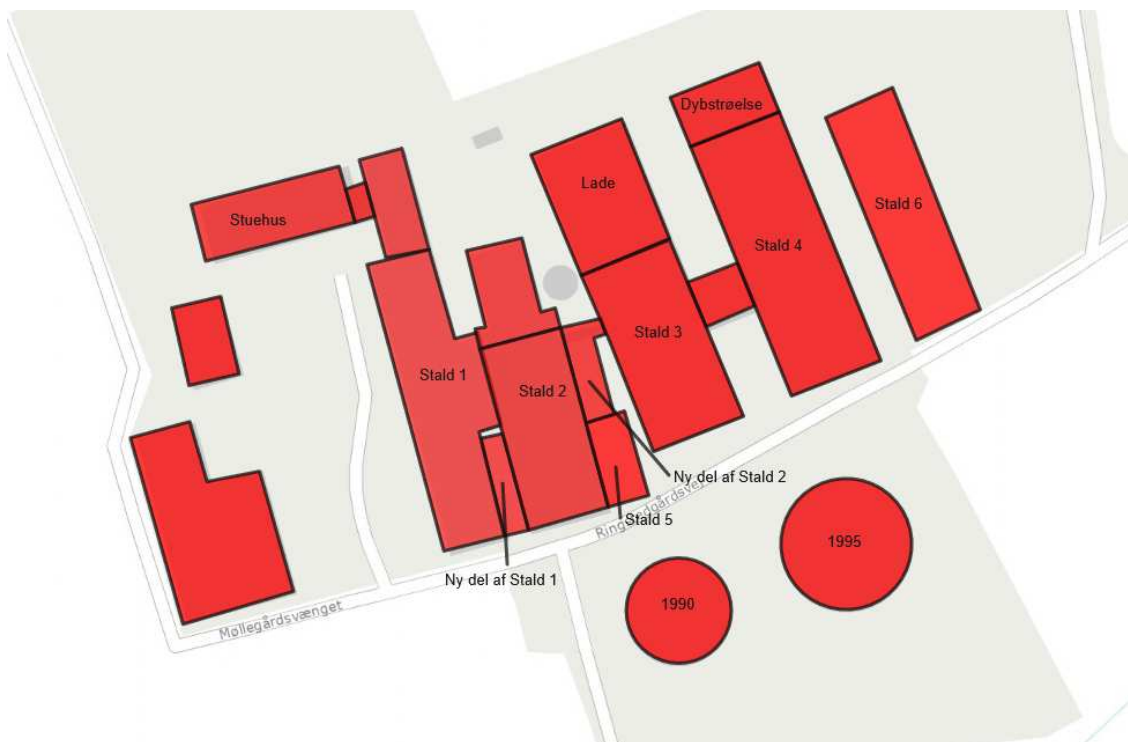 Dybstrøelse
Lade
Stald 6
Stuehus
Stald 4
Stald 3
Stald 1
Stald 2
Ny del af Stald 2
Stald 5
Ny del af Stald 1
1995
1990
Møllegårdsvænget